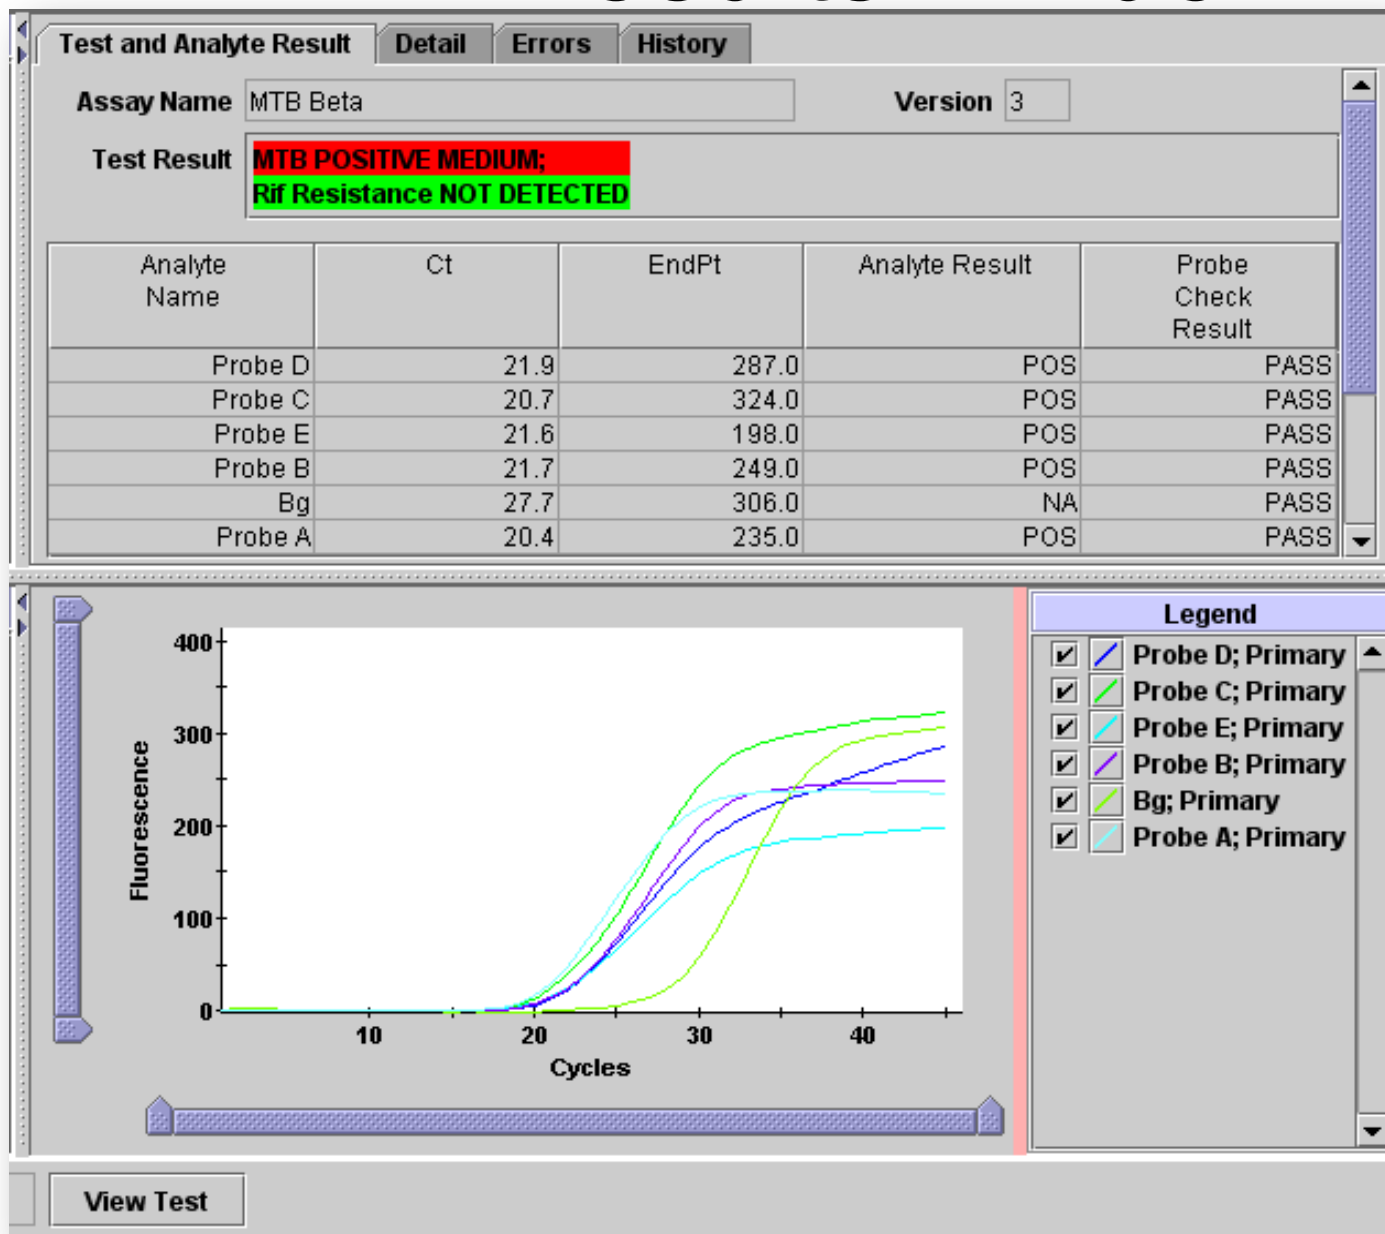 Test and Analyte Result Detail Errors History
Assay Name MTB Beta Version 3
Test Result MTB POSITIVE MEDIUM;
Rif Resistance NOT DETECTED
Analyte Name Ct EndPt Analyte Result Probe Check Result
Probe D 21.9 287.0 POS PASS
Probe C 20.7 324.0 POS PASS
Probe E 21.6 198.0 POS PASS
Probe B 21.7 249.0 POS PASS
Bg 27.7 306.0 NA PASS
Probe A 20.4 235.0 POS PASS
400
300
200
100
0
Fluorescence
10 20 30 40
Cycles
Legend
Probe D; Primary
Probe C; Primary
Probe E; Primary
Probe B; Primary
Bg; Primary
Probe A; Primary
View Test